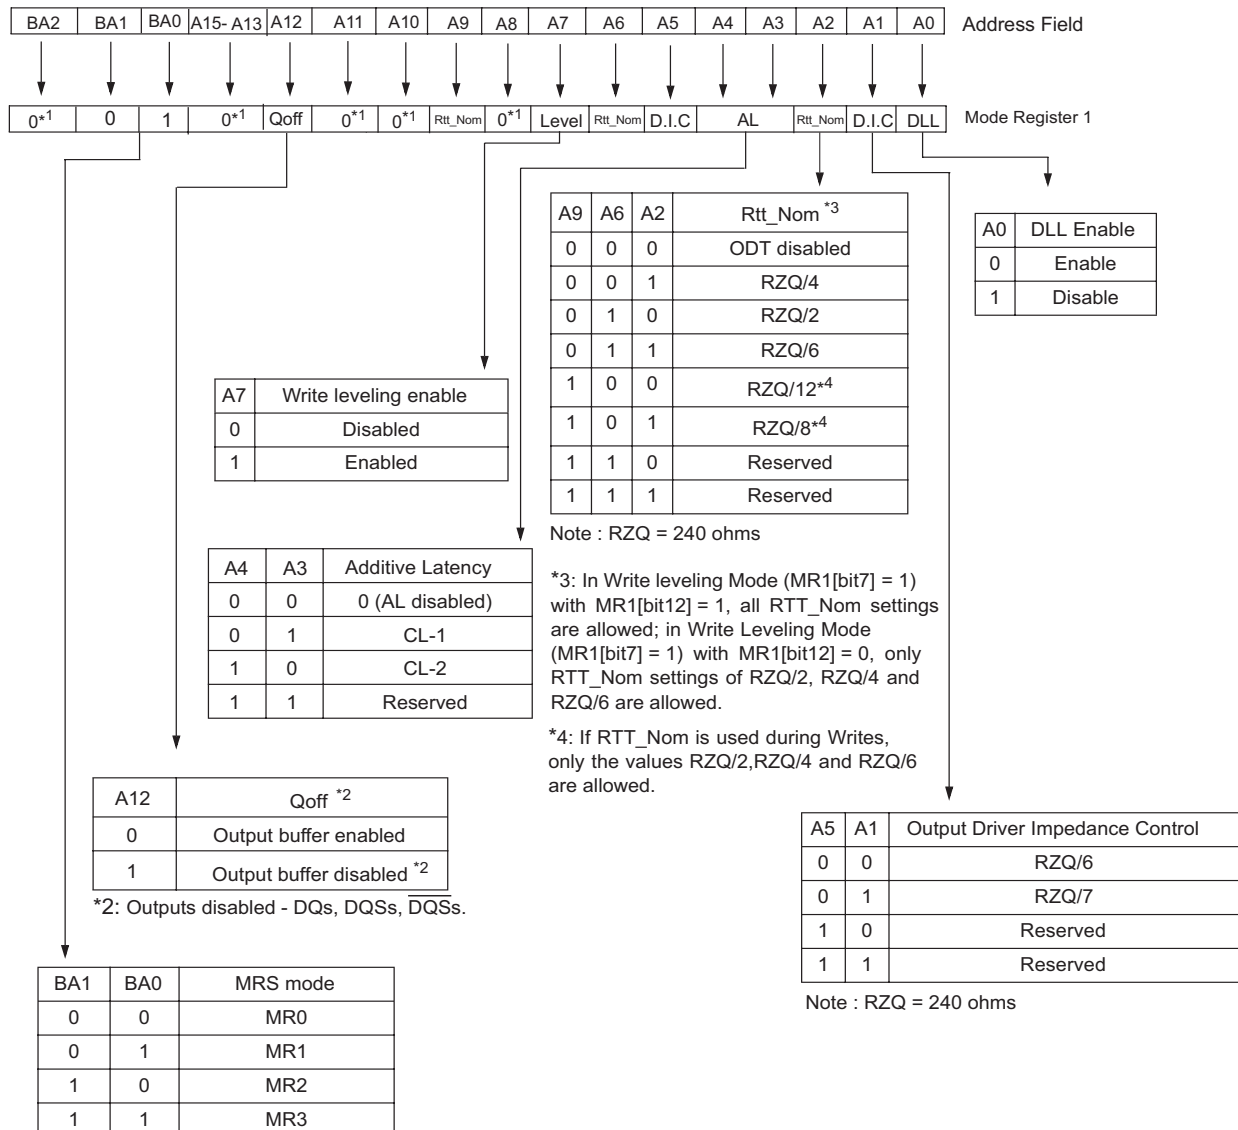 BA2 BA1 BA0 A15- A13 A12 A11 A10 A9 A8 A7 A6 A5 A4 A3 A2 A1 A0 Address Field
0*1 0 1 0*1 Qoff 0*1 0*1 Rtt_Nom 0*1 Level Rtt_Nom D.I.C AL Rtt_Nom D.I.C DLL Mode Register 1
A9 A6 A2 Rtt_Nom *3
0 0 0 ODT disabled
0 0 1 RZQ/4
0 1 0 RZQ/2
0 1 1 RZQ/6
1 0 0 RZQ/12*4
1 0 1 RZQ/8*4
1 1 0 Reserved
1 1 1 Reserved
Note : RZQ = 240 ohms
*3: In Write leveling Mode (MR1[bit7] = 1)
with MR1[bit12] = 1, all RTT_Nom settings
are allowed; in Write Leveling Mode
(MR1[bit7] = 1) with MR1[bit12] = 0, only
RTT_Nom settings of RZQ/2, RZQ/4 and
RZQ/6 are allowed.
*4: If RTT_Nom is used during Writes,
only the values RZQ/2,RZQ/4 and RZQ/6
are allowed.
A0 DLL Enable
0 Enable
1 Disable
A7 Write leveling enable
0 Disabled
1 Enabled
A4 A3 Additive Latency
0 0 0 (AL disabled)
0 1 CL-1
1 0 CL-2
1 1 Reserved
A12 Qoff *2
0 Output buffer enabled
1 Output buffer disabled *2
*2: Outputs disabled - DQs, DQSs, DQSs.
A5 A1 Output Driver Impedance Control
0 0 RZQ/6
0 1 RZQ/7
1 0 Reserved
1 1 Reserved
Note : RZQ = 240 ohms
BA1 BA0 MRS mode
0 0 MR0
0 1 MR1
1 0 MR2
1 1 MR3